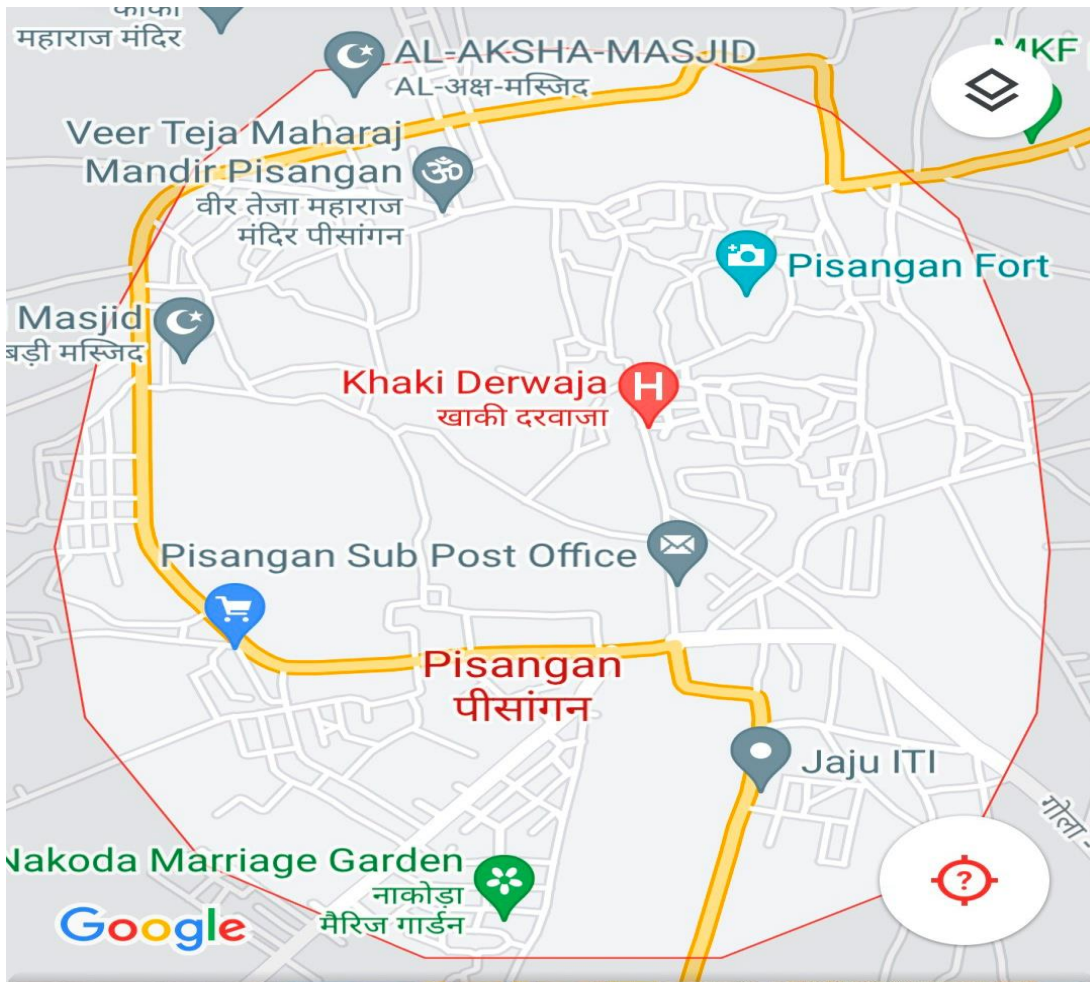 महाराज मंदिर
AL-AKSHA-MASJID
AL-अक्ष-मस्जिद
MKF
Veer Teja Maharaj
Mandir Pisangan
वीर तेजा महाराज
मंदिर पीसांगन
Pisangan Fort
Masjid
बड़ी मस्जिद
Khaki Derwaja
खाकी दरवाजा
H
Pisangan Sub Post Office
Pisangan
पीसांगन
Jaju ITI
गोला -
Nakoda Marriage Garden
नाकोड़ा
मैरिज गार्डन
Google
?